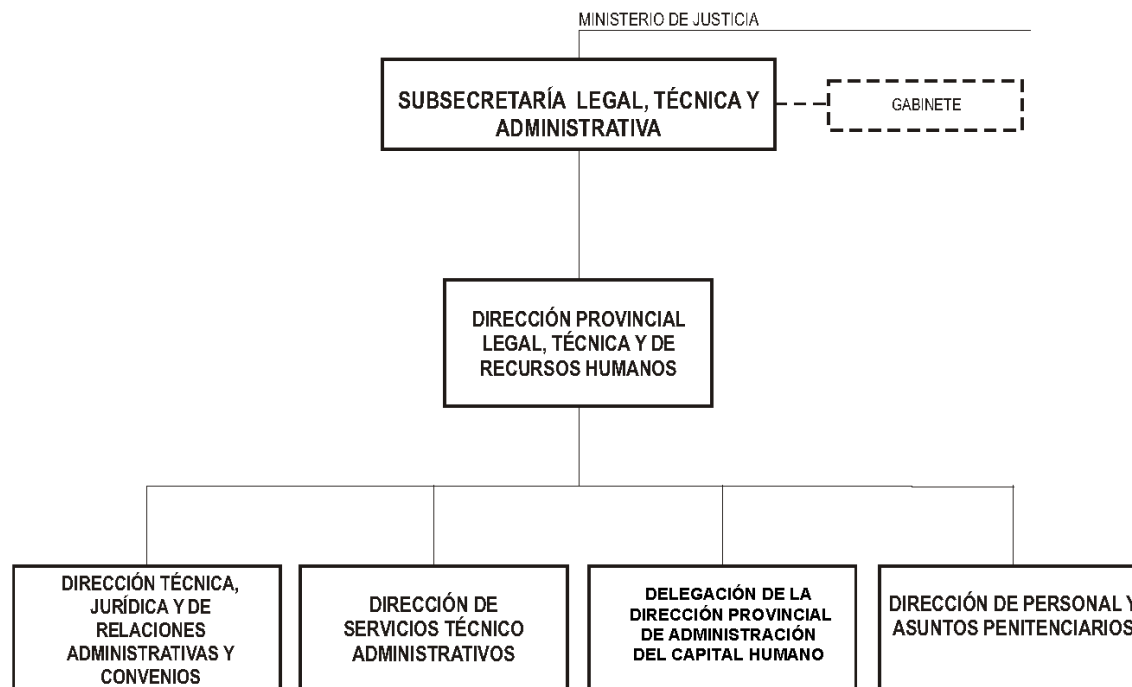 MINISTERIO DE JUSTICIA
SUBSECRETARÍA LEGAL, TÉCNICA Y
ADMINISTRATIVA
GABINETE
DIRECCIÓN PROVINCIAL
LEGAL, TÉCNICA Y DE
RECURSOS HUMANOS
DIRECCIÓN TÉCNICA,
JURÍDICA Y DE
RELACIONES
ADMINISTRATIVAS Y
CONVENIOS
DIRECCIÓN DE
SERVICIOS TÉCNICO
ADMINISTRATIVOS
DELEGACIÓN DE LA
DIRECCIÓN PROVINCIAL
DE ADMINISTRACIÓN
DEL CAPITAL HUMANO
DIRECCIÓN DE PERSONAL Y
ASUNTOS PENITENCIARIOS